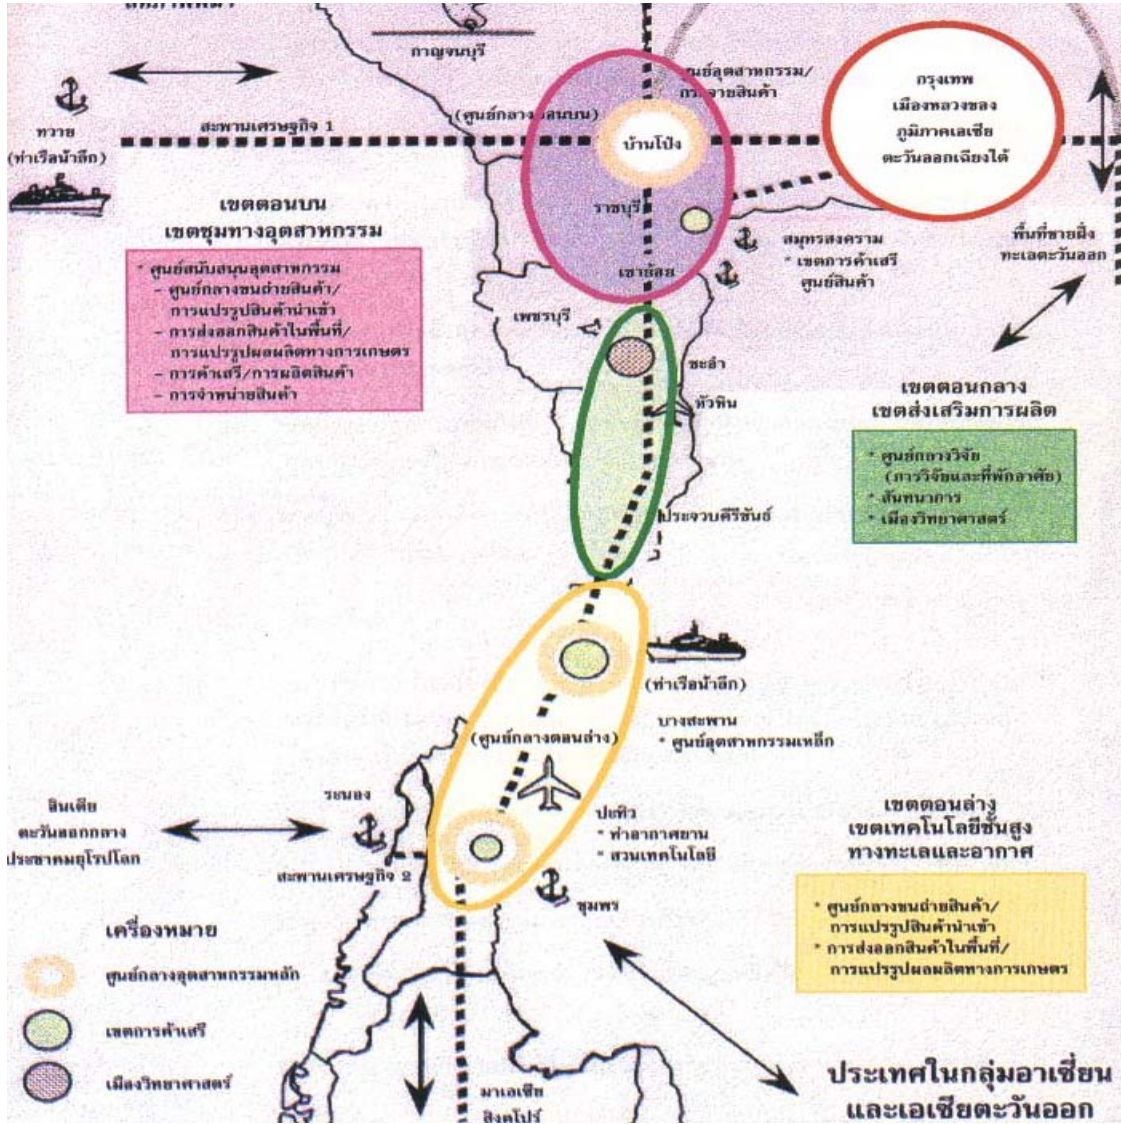 กาญจนบุรี
ศูนย์อุตสาหกรรม/
กระจายสินค้า
กรุงเทพ
เมืองหลวงของ
ภูมิภาคเอเชีย
ตะวันออกเฉียงใต้
ทวาย
(ท่าเรือน้ำลึก)
สะพานเศรษฐกิจ 1
(ศูนย์กลางตอนบน)
บ้านโป่ง
ราชบุรี
สมุทรสงคราม
* เขตการค้าเสรี
ศูนย์สินค้า
พื้นที่ชายฝั่ง
ทะเลตะวันออก
เขตตอนบน
เขตชุมทางอุตสาหกรรม
* ศูนย์สนับสนุนอุตสาหกรรม
– ศูนย์กลางขนถ่ายสินค้า/
การแปรรูปสินค้านำเข้า
– การส่งออกสินค้าในพื้นที่/
การแปรรูปผลผลิตทางการเกษตร
– การค้าเสรี/การผลิตสินค้า
– การจำหน่ายสินค้า
เขาย้อย
เพชรบุรี
ชะอำ
หัวหิน
เขตตอนกลาง
เขตส่งเสริมการผลิต
* ศูนย์กลางวิจัย
(การวิจัยและที่พักอาศัย)
* สันทนาการ
* เมืองวิทยาศาสตร์
ประจวบคีรีขันธ์
(ท่าเรือน้ำลึก)
บางสะพาน
* ศูนย์อุตสาหกรรมเหล็ก
(ศูนย์กลางตอนล่าง)
ระนอง
อินเดีย
ตะวันออกกลาง
ประชาคมยุโรปโลก
สะพานเศรษฐกิจ 2
ปะทิว
* ท่าอากาศยาน
* สวนเทคโนโลยี
ชุมพร
เขตตอนล่าง
เขตเทคโนโลยีชั้นสูง
ทางทะเลและอากาศ
* ศูนย์กลางขนถ่ายสินค้า/
การแปรรูปสินค้านำเข้า
* การส่งออกสินค้าในพื้นที่/
การแปรรูปผลผลิตทางการเกษตร
เครื่องหมาย
ศูนย์กลางอุตสาหกรรมหลัก
เขตการค้าเสรี
เมืองวิทยาศาสตร์
มาเลเซีย
สิงคโปร์
ประเทศในกลุ่มอาเซี่ยน
และเอเซียตะวันออก